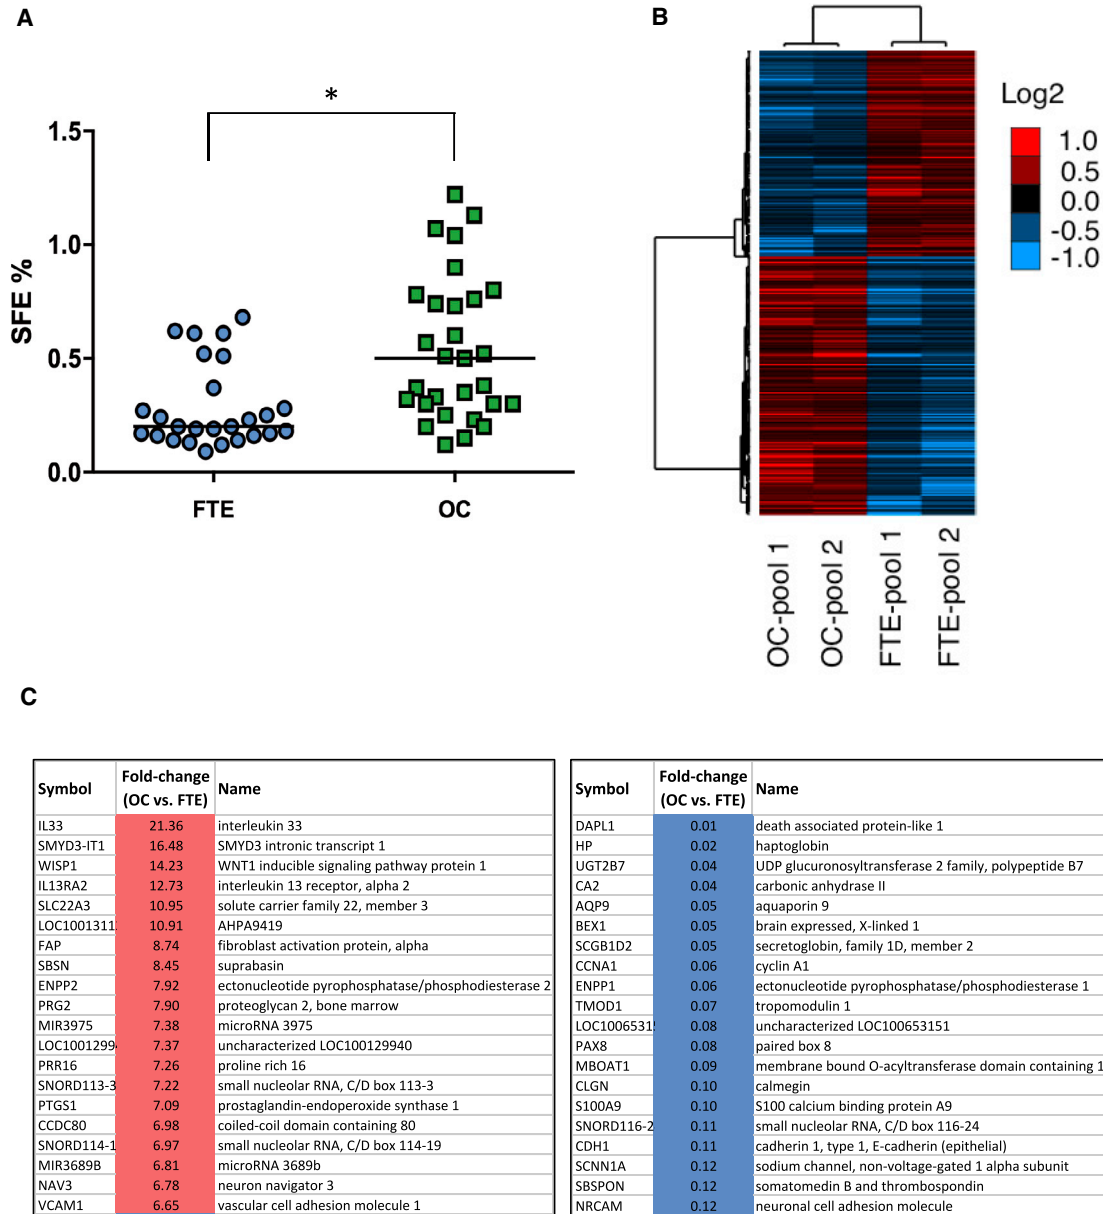 A
*
1.5
1.0
0.5
0.0
SFE %
FTE
OC
B
Log2
1.0
0.5
0.0
-0.5
-1.0
OC-pool 1
OC-pool 2
FTE-pool 1
FTE-pool 2
C
Symbol Fold-change (OC vs. FTE) Name
IL33 21.36 interleukin 33
SMYD3-IT1 16.48 SMYD3 intronic transcript 1
WISP1 14.23 WNT1 inducible signaling pathway protein 1
IL13RA2 12.73 interleukin 13 receptor, alpha 2
SLC22A3 10.95 solute carrier family 22, member 3
LOC1001311 10.91 AHPA9419
FAP 8.74 fibroblast activation protein, alpha
SBSN 8.45 suprabasin
ENPP2 7.92 ectonucleotide pyrophosphatase/phosphodiesterase 2
PRG2 7.90 proteoglycan 2, bone marrow
MIR3975 7.38 microRNA 3975
LOC1001299 7.37 uncharacterized LOC100129940
PRR16 7.26 proline rich 16
SNORD113-3 7.22 small nucleolar RNA, C/D box 113-3
PTGS1 7.09 prostaglandin-endoperoxide synthase 1
CCDC80 6.98 coiled-coil domain containing 80
SNORD114-1 6.97 small nucleolar RNA, C/D box 114-19
MIR3689B 6.81 microRNA 3689b
NAV3 6.78 neuron navigator 3
VCAM1 6.65 vascular cell adhesion molecule 1
Symbol Fold-change (OC vs. FTE) Name
DAPL1 0.01 death associated protein-like 1
HP 0.02 haptoglobin
UGT2B7 0.04 UDP glucuronosyltransferase 2 family, polypeptide B7
CA2 0.04 carbonic anhydrase II
AQP9 0.05 aquaporin 9
BEX1 0.05 brain expressed, X-linked 1
SCGB1D2 0.05 secretoglobin, family 1D, member 2
CCNA1 0.06 cyclin A1
ENPP1 0.06 ectonucleotide pyrophosphatase/phosphodiesterase 1
TMOD1 0.07 tropomodulin 1
LOC10065315 0.08 uncharacterized LOC100653151
PAX8 0.08 paired box 8
MBOAT1 0.09 membrane bound O-acyltransferase domain containing 1
CLGN 0.10 calmegin
S100A9 0.10 S100 calcium binding protein A9
SNORD116-2 0.11 small nucleolar RNA, C/D box 116-24
CDH1 0.11 cadherin 1, type 1, E-cadherin (epithelial)
SCNN1A 0.12 sodium channel, non-voltage-gated 1 alpha subunit
SBSPON 0.12 somatomedin B and thrombospondin
NRCAM 0.12 neuronal cell adhesion molecule